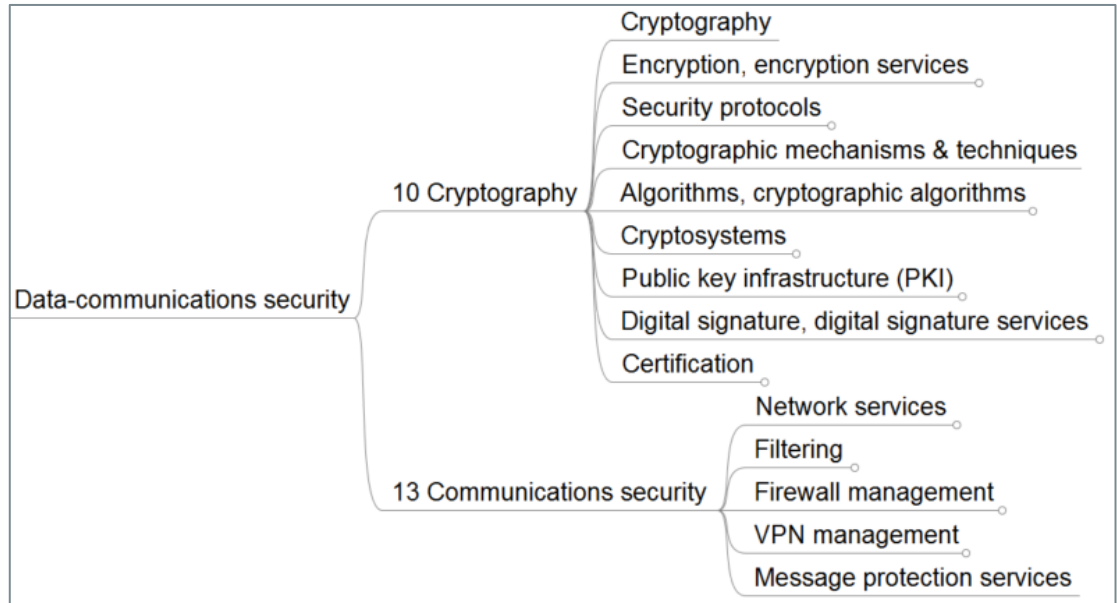 Data-communications security
10 Cryptography
Cryptography
Encryption, encryption services
Security protocols
Cryptographic mechanisms & techniques
Algorithms, cryptographic algorithms
Cryptosystems
Public key infrastructure (PKI)
Digital signature, digital signature services
Certification
13 Communications security
Network services
Filtering
Firewall management
VPN management
Message protection services